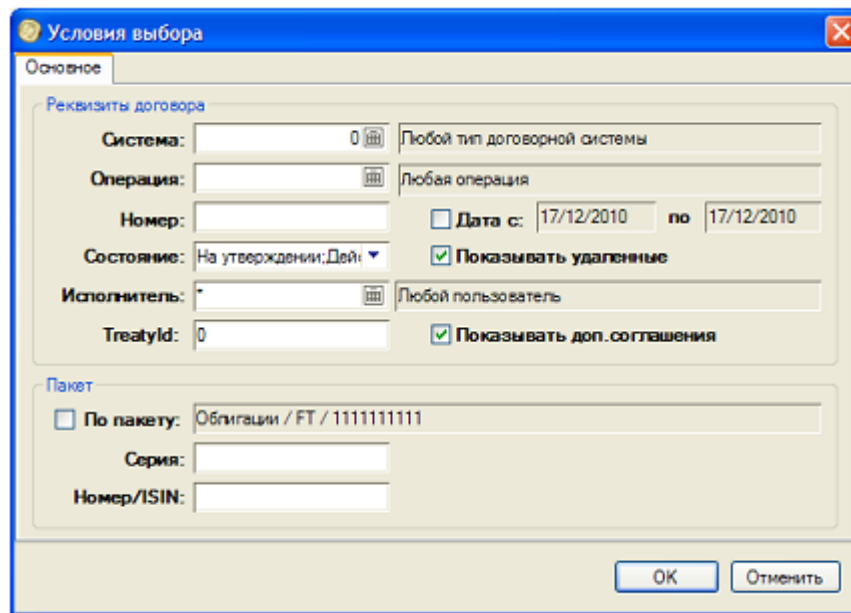 Условия выбора
Основное
Реквизиты договора
Система: 0 Любой тип договорной системы
Операция: Любая операция
Номер: Дата с: 17/12/2010 по 17/12/2010
Состояние: На утверждении;Дей Показывать удаленные
Исполнитель: * Любой пользователь
TreatyId: 0 Показывать доп.соглашения
Пакет
По пакету: Облигации / FT / 1111111111
Серия:
Номер/ISIN:
OK Отменить